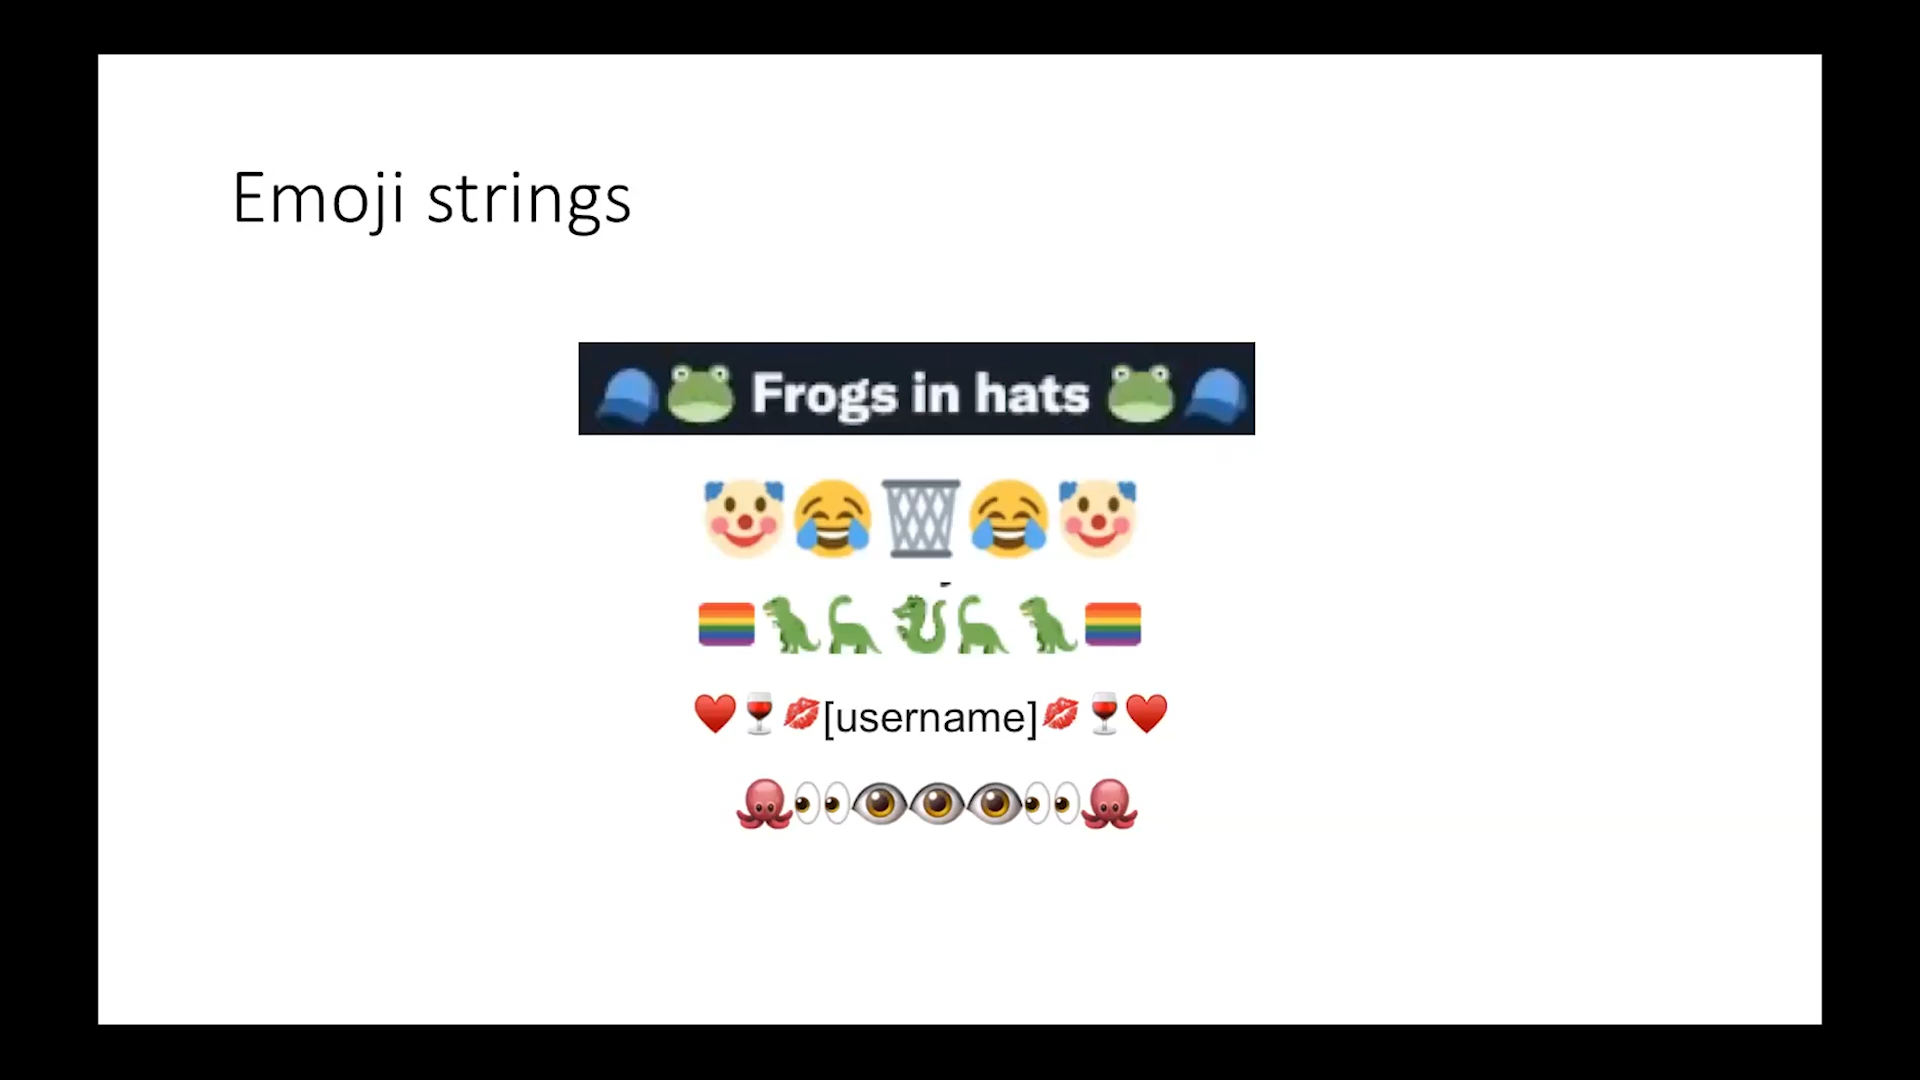 Emoji strings
🧢🐸 Frogs in hats 🐸🧢
🤡😂🗑️😂🤡
🏳️‍🌈🦖🦕🐉🦕🦖🏳️‍🌈
❤️🍷💋[username]💋🍷❤️
🐙👀👁️👁️👁️👀🐙